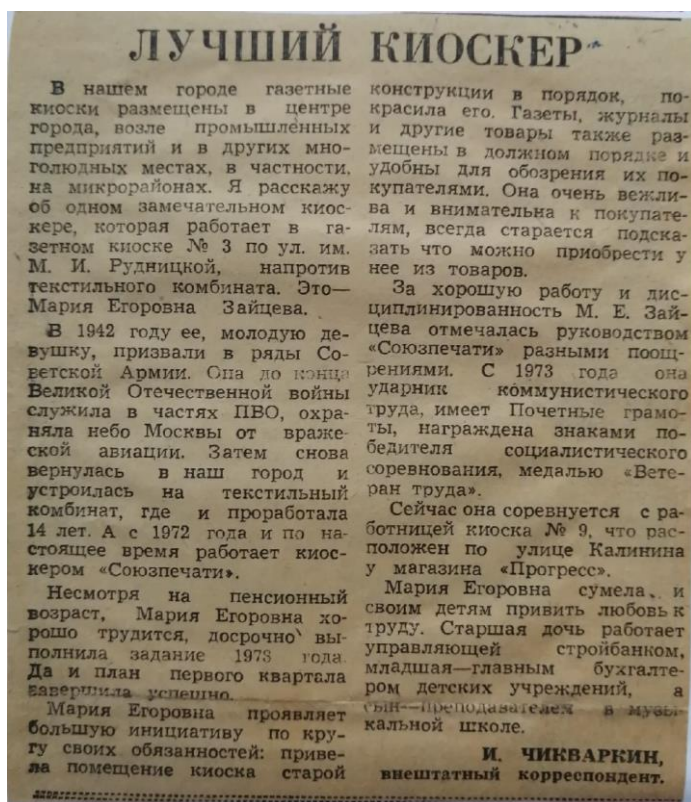 ЛУЧШИЙ КИОСКЕР
В нашем городе газетные
киоски размещены в центре
города, возле промышленных
предприятий и в других мно-
голюдных местах, в частности,
на микрорайонах. Я расскажу
об одном замечательном киос-
кере, которая работает в га-
зетном киоске № 3 по ул. им.
М. И. Рудницкой, напротив
текстильного комбината. Это—
Мария Егоровна Зайцева.
В 1942 году ее, молодую де-
вушку, призвали в ряды Со-
ветской Армии. Она до конца
Великой Отечественной войны
служила в частях ПВО, охра-
няла небо Москвы от враже-
ской авиации. Затем снова
вернулась в наш город и
устроилась на текстильный
комбинат, где и проработала
14 лет. А с 1972 года и по на-
стоящее время работает киос-
кером «Союзпечати».
Несмотря на пенсионный
возраст, Мария Егоровна хо-
рошо трудится, досрочно вы-
полнила задание 1973 года.
Да и план первого квартала
завершила успешно.
Мария Егоровна проявляет
большую инициативу по кру-
гу своих обязанностей: приве-
ла помещение киоска старой
конструкции в порядок, по-
красила его. Газеты, журналы
и другие товары также раз-
мещены в должном порядке и
удобны для обозрения их по-
купателями. Она очень вежли-
ва и внимательна к покупате-
лям, всегда старается подска-
зать что можно приобрести у
нее из товаров.
За хорошую работу и дис-
циплинированность М. Е. Зай-
цева отмечалась руководством
«Союзпечати» разными поощ-
рениями. С 1973 года она
ударник коммунистического
труда, имеет Почетные грамо-
ты, награждена знаками по-
бедителя социалистического
соревнования, медалью «Вете-
ран труда».
Сейчас она соревнуется с ра-
ботницей киоска № 9, что рас-
положен по улице Калинина
у магазина «Прогресс».
Мария Егоровна сумела и
своим детям привить любовь к
труду. Старшая дочь работает
управляющей стройбанком,
младшая—главным бухгалте-
ром детских учреждений, а
сын—преподавателем в музы-
кальной школе.
И. ЧИКВАРКИН,
внештатный корреспондент.